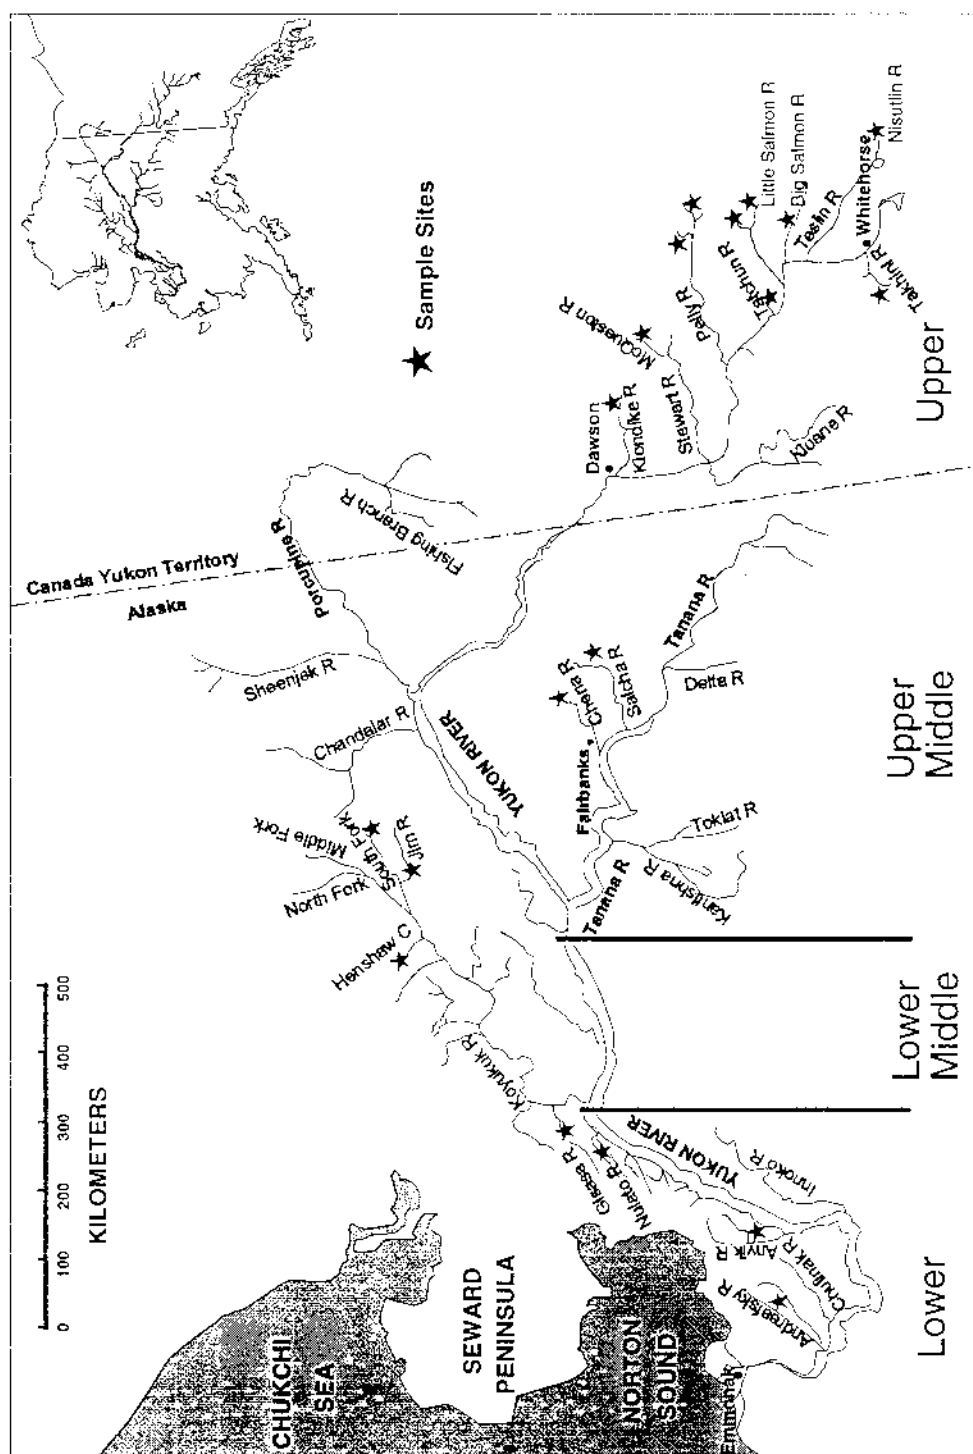 KILOMETERS
0 100 200 300 400 500
CHUKCHI
SEA
SEWARD
PENINSULA
NORTON
SOUND
Emmonak
Andreafsky R
Chulinak R
Anvik
R
Innoko R
YUKON RIVER
Nulato R
Gisasa R
Koyukuk R
Henshaw C
North Fork
Middle Fork
South Fork
Jim R
Chandalar R
Sheenjek R
Porcupine R
Fishing Branch R
Canada Yukon Territory
Alaska
YUKON RIVER
Tanana R
Kantishna R
Toklat R
Fairbanks
Chena R
Salcha R
Delta R
Tanana R
Dawson
Klondike R
Stewart R
McQueston R
Pelly R
Kluane R
Tatchun R
Little Salmon R
Big Salmon R
Teslin R
Whitehorse
Takhini R
Nisutlin R
Sample Sites
Lower
Lower
Middle
Upper
Middle
Upper